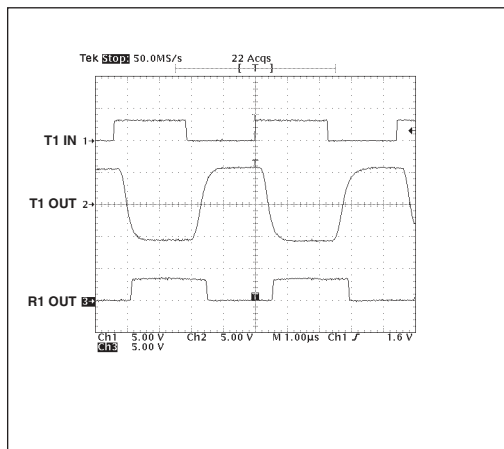 Tek Stop: 50.0MS/s 22 Acqs
[ T ]
T1 IN 1
T
T1 OUT 2
R1 OUT 3
T
Ch1 5.00 V Ch2 5.00 V M 1.00µs Ch1 1.6 V
Ch3 5.00 V